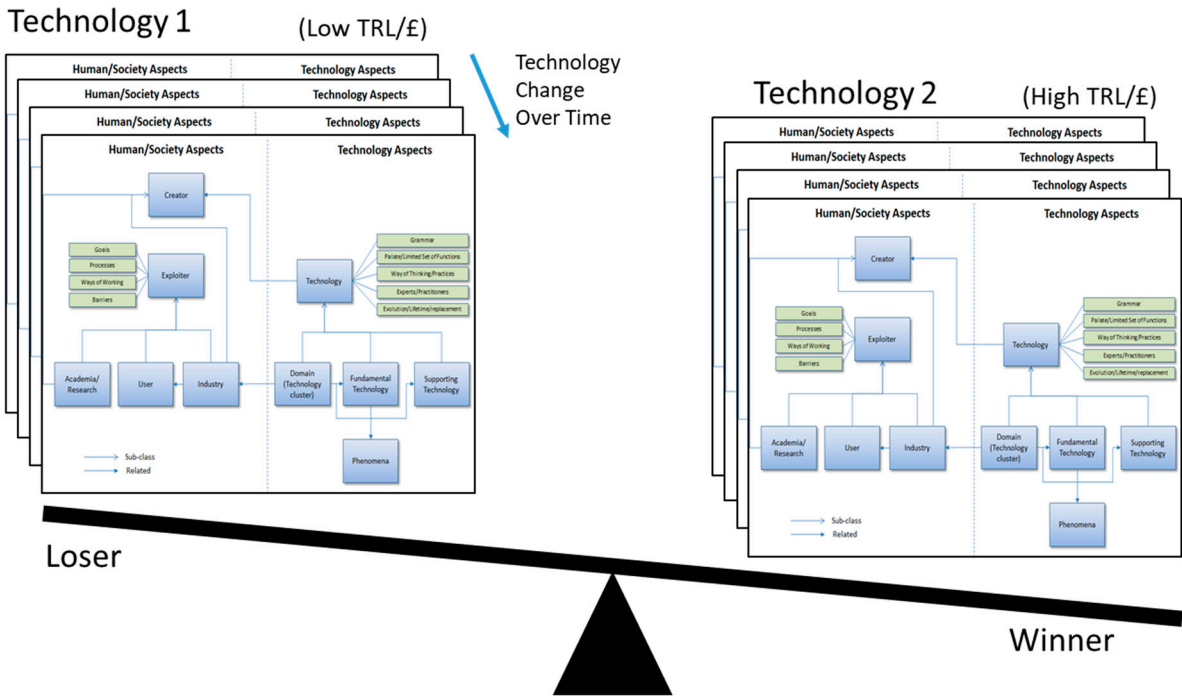 Technology 1
(Low TRL/£)
Human/Society Aspects
Technology Aspects
Human/Society Aspects
Technology Aspects
Human/Society Aspects
Technology Aspects
Human/Society Aspects
Technology Aspects
Creator
Goals
Processes
Ways of Working
Barriers
Exploiter
Technology
Grammar
Palate/Limited Set of Functions
Way of Thinking/Practices
Experts/Practitioners
Evolution/Lifetime/replacement
Academia/
Research
User
Industry
Domain
(Technology
cluster)
Fundamental
Technology
Supporting
Technology
Phenomena
Sub-class
Related
Technology
Change
Over Time
Technology 2
(High TRL/£)
Human/Society Aspects
Technology Aspects
Human/Society Aspects
Technology Aspects
Human/Society Aspects
Technology Aspects
Human/Society Aspects
Technology Aspects
Creator
Goals
Processes
Ways of Working
Barriers
Exploiter
Technology
Grammar
Palate/Limited Set of Functions
Way of Thinking/Practices
Experts/Practitioners
Evolution/Lifetime/replacement
Academia/
Research
User
Industry
Domain
(Technology
cluster)
Fundamental
Technology
Supporting
Technology
Phenomena
Sub-class
Related
Loser
Winner